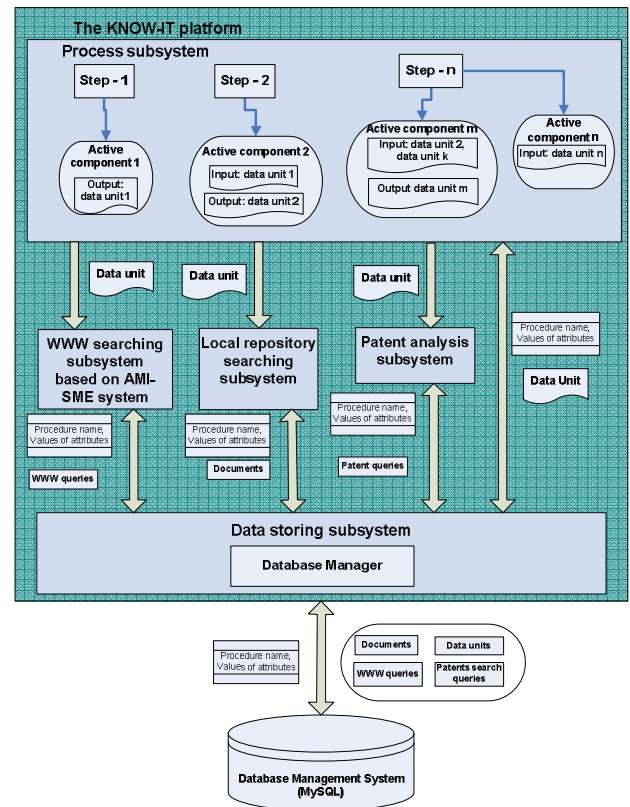 The KNOW-IT platform
Process subsystem
Step - 1
Step - 2
Step - n
Active
component 1
Output:
data unit1
Active
component 2
Input: data unit 1
Output: data unit 2
Active component m
Input: data unit 2,
data unit k
Output data unit m
Active
component n
Input: data unit n
Data unit
Data unit
Data unit
Procedure name,
Values of attributes
Data Unit
WWW searching
subsystem
based on AMI-
SME system
Local repository
searching
subsystem
Patent analysis
subsystem
Procedure name,
Values of attributes
WWW queries
Procedure name,
Values of attributes
Documents
Procedure name,
Values of attributes
Patent queries
Data storing subsystem
Database Manager
Procedure name,
Values of attributes
Documents
Data units
WWW queries
Patents search
queries
Database Management System
(MySQL)